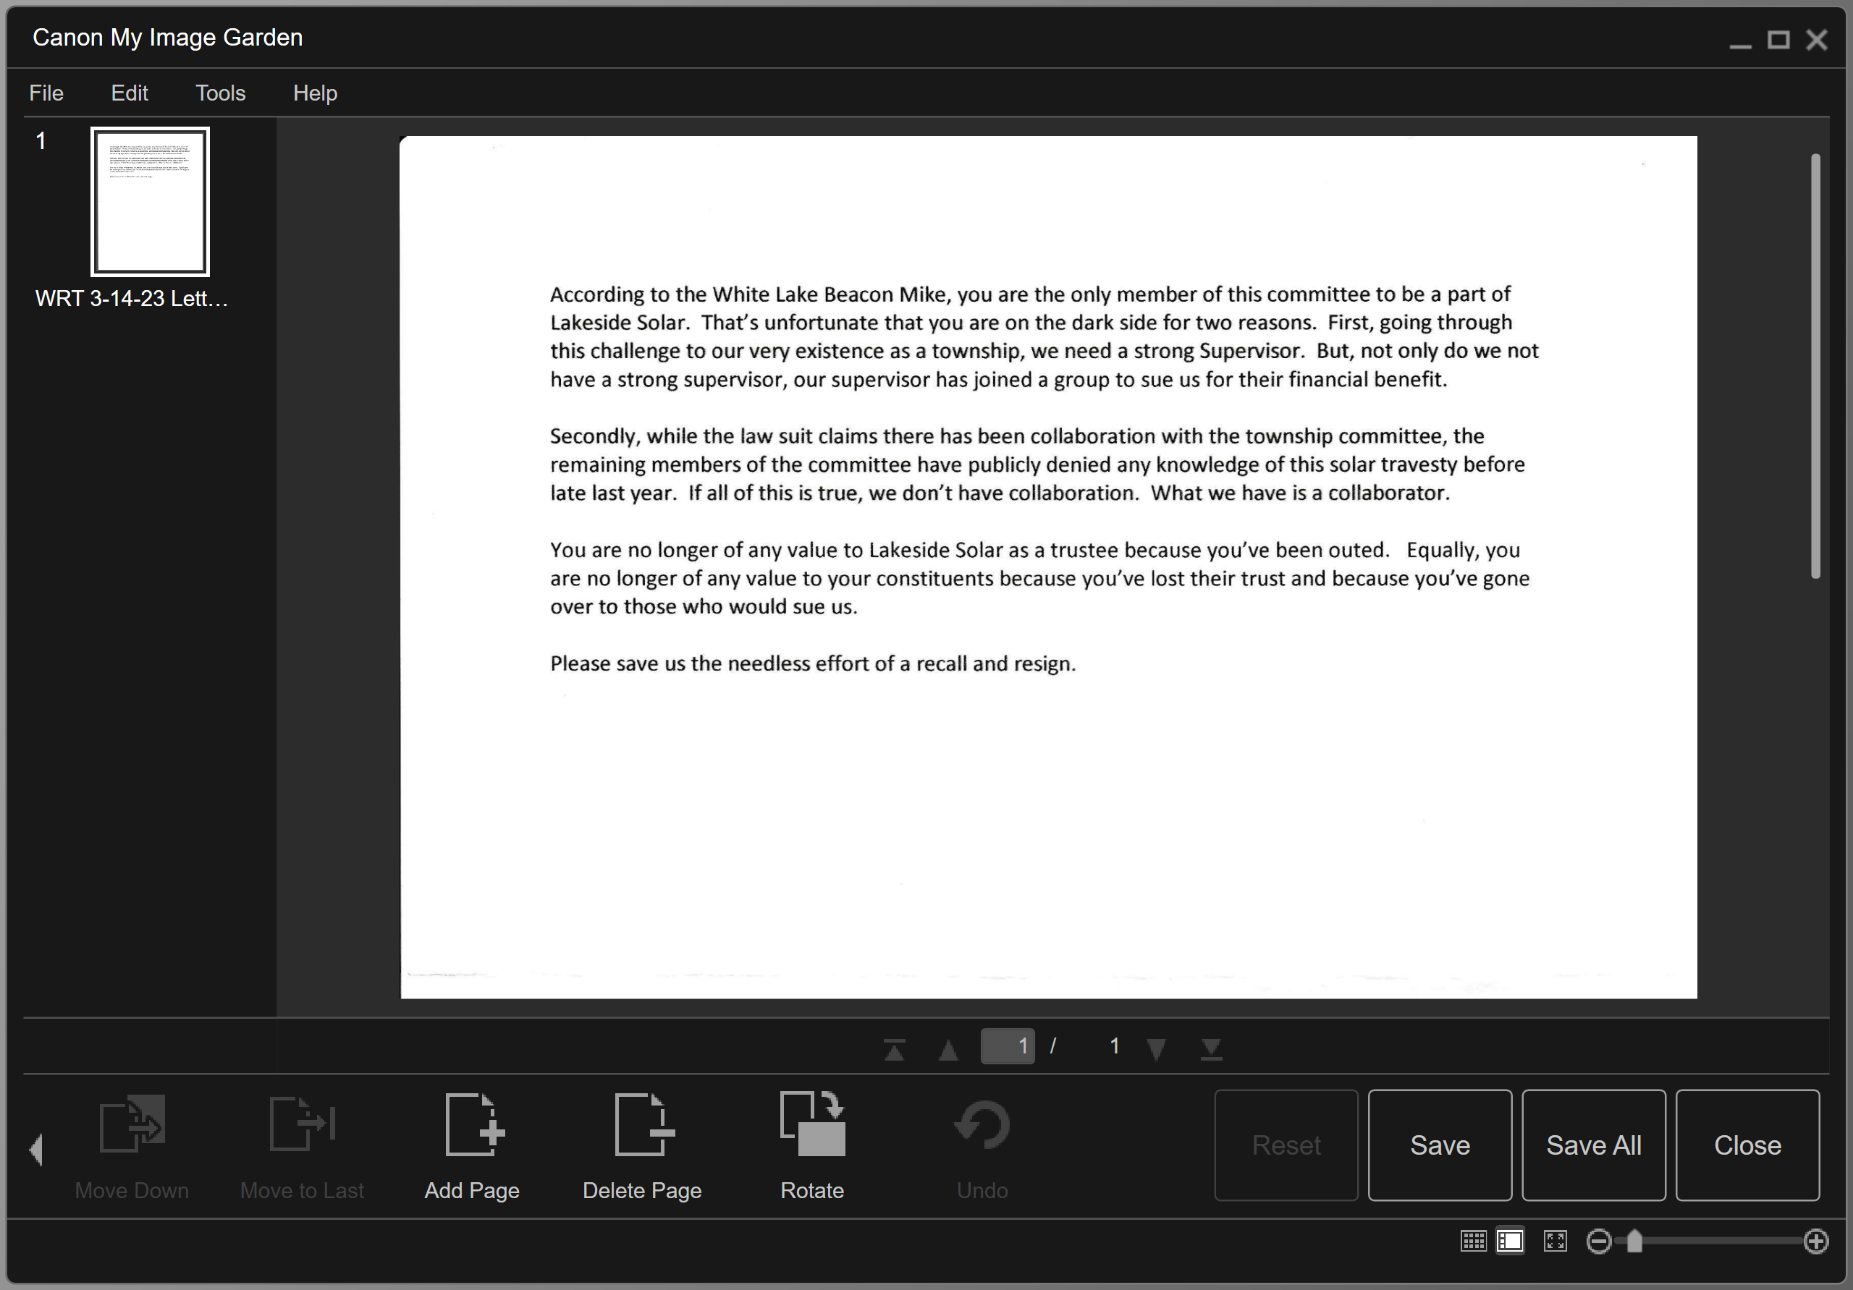 Canon My Image Garden
File Edit Tools Help
1
WRT 3-14-23 Lett...
According to the White Lake Beacon Mike, you are the only member of this committee to be a part of
Lakeside Solar.  That's unfortunate that you are on the dark side for two reasons.  First, going through
this challenge to our very existence as a township, we need a strong Supervisor.  But, not only do we not
have a strong supervisor, our supervisor has joined a group to sue us for their financial benefit.
Secondly, while the law suit claims there has been collaboration with the township committee, the
remaining members of the committee have publicly denied any knowledge of this solar travesty before
late last year.  If all of this is true, we don't have collaboration.  What we have is a collaborator.
You are no longer of any value to Lakeside Solar as a trustee because you've been outed.   Equally, you
are no longer of any value to your constituents because you've lost their trust and because you've gone
over to those who would sue us.
Please save us the needless effort of a recall and resign.
1 / 1
Move Down Move to Last Add Page Delete Page Rotate Undo Reset Save Save All Close